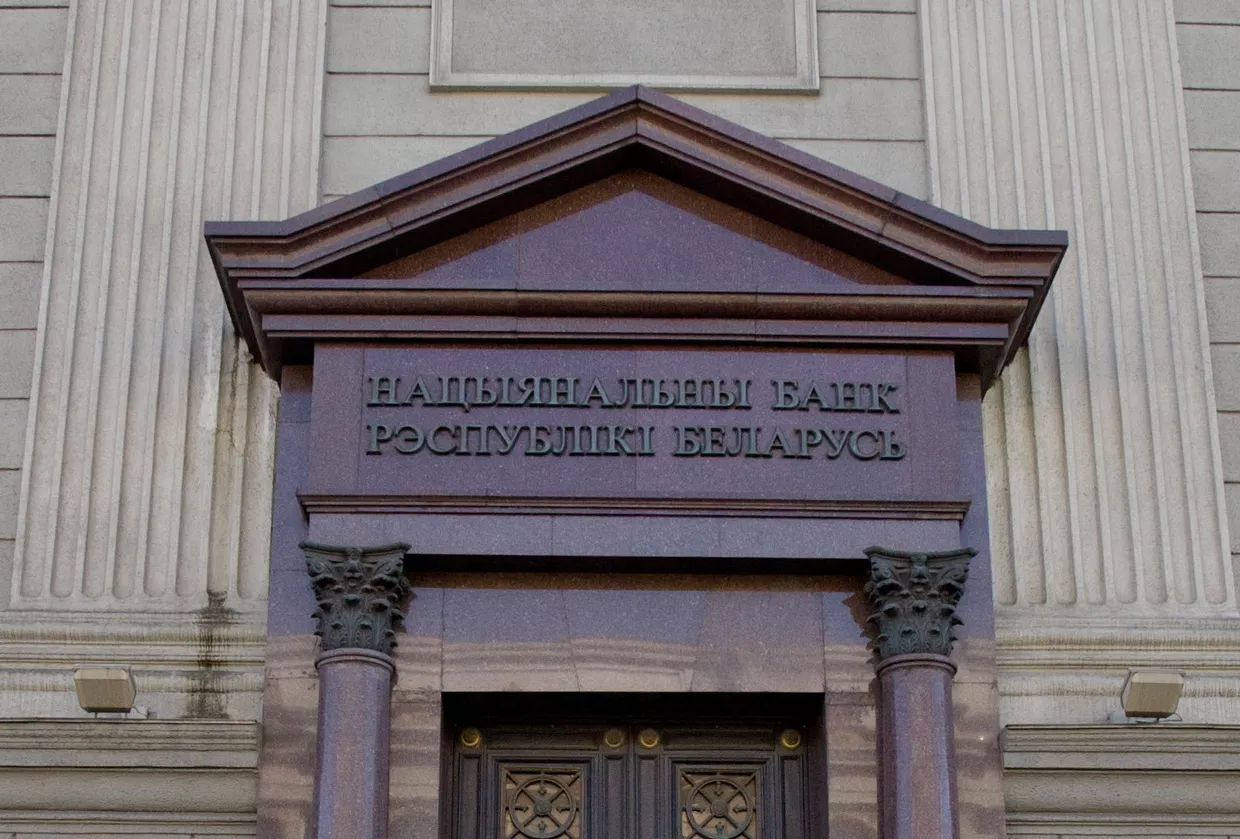 НАЦЫЯНАЛЬНЫ БАНК
РЭСПУБЛІКІ БЕЛАРУСЬ